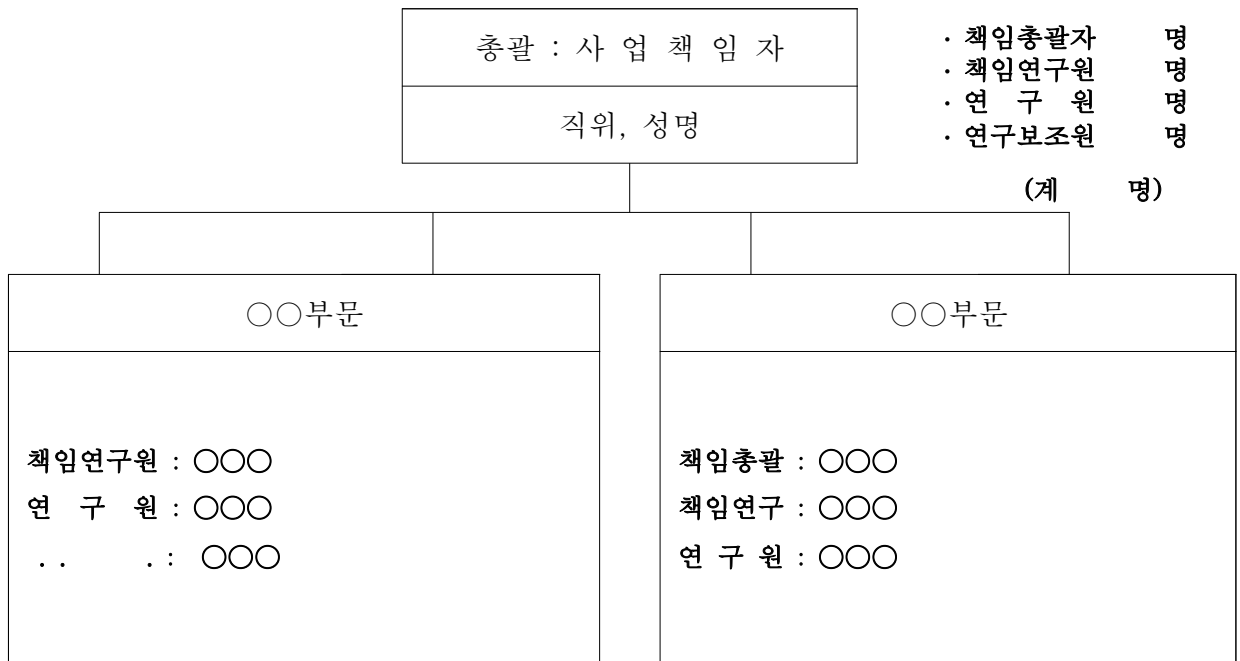 총괄 : 사 업 책 임 자
직위, 성명
· 책임총괄자 명
· 책임연구원 명
· 연 구 원 명
· 연구보조원 명
(계 명)
○○부문
책임연구원 : ○○○
연 구 원 : ○○○
. . . : ○○○
○○부문
책임총괄 : ○○○
책임연구 : ○○○
연 구 원 : ○○○